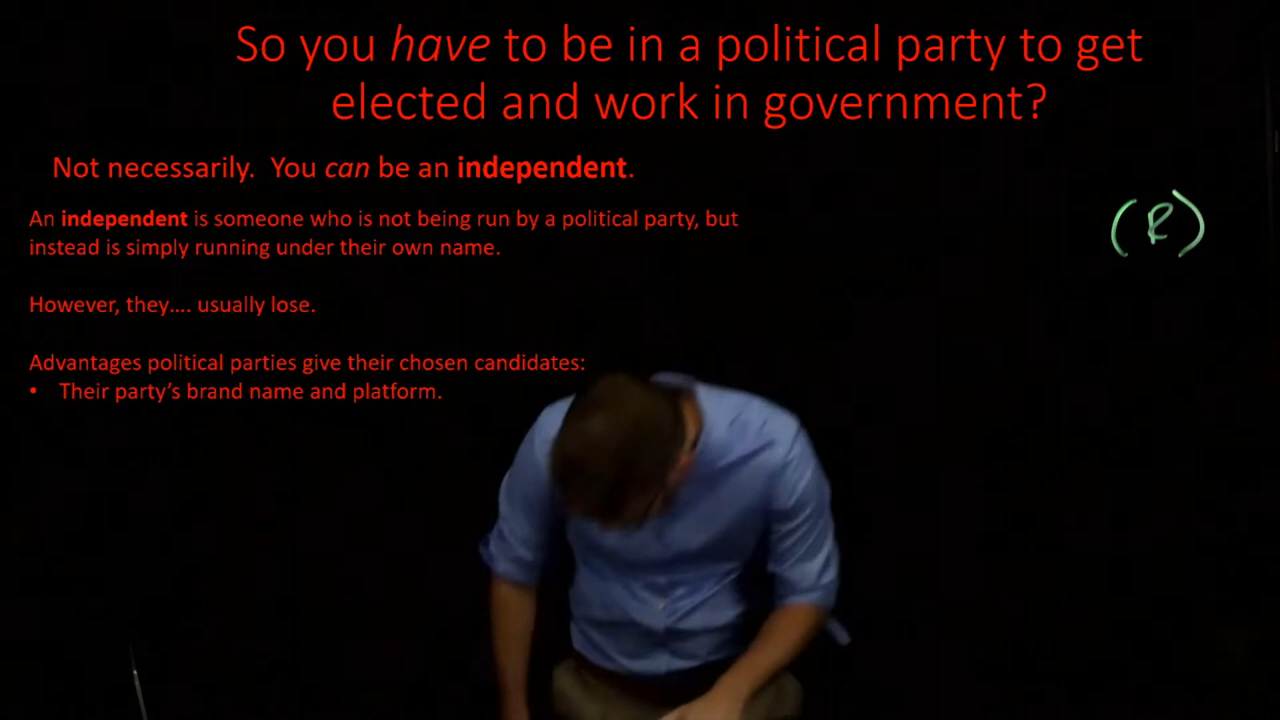 So you have to be in a political party to get
elected and work in government?
Not necessarily.  You can be an independent.
An independent is someone who is not being run by a political party, but
instead is simply running under their own name.
(R)
However, they…. usually lose.
Advantages political parties give their chosen candidates:
• Their party’s brand name and platform.